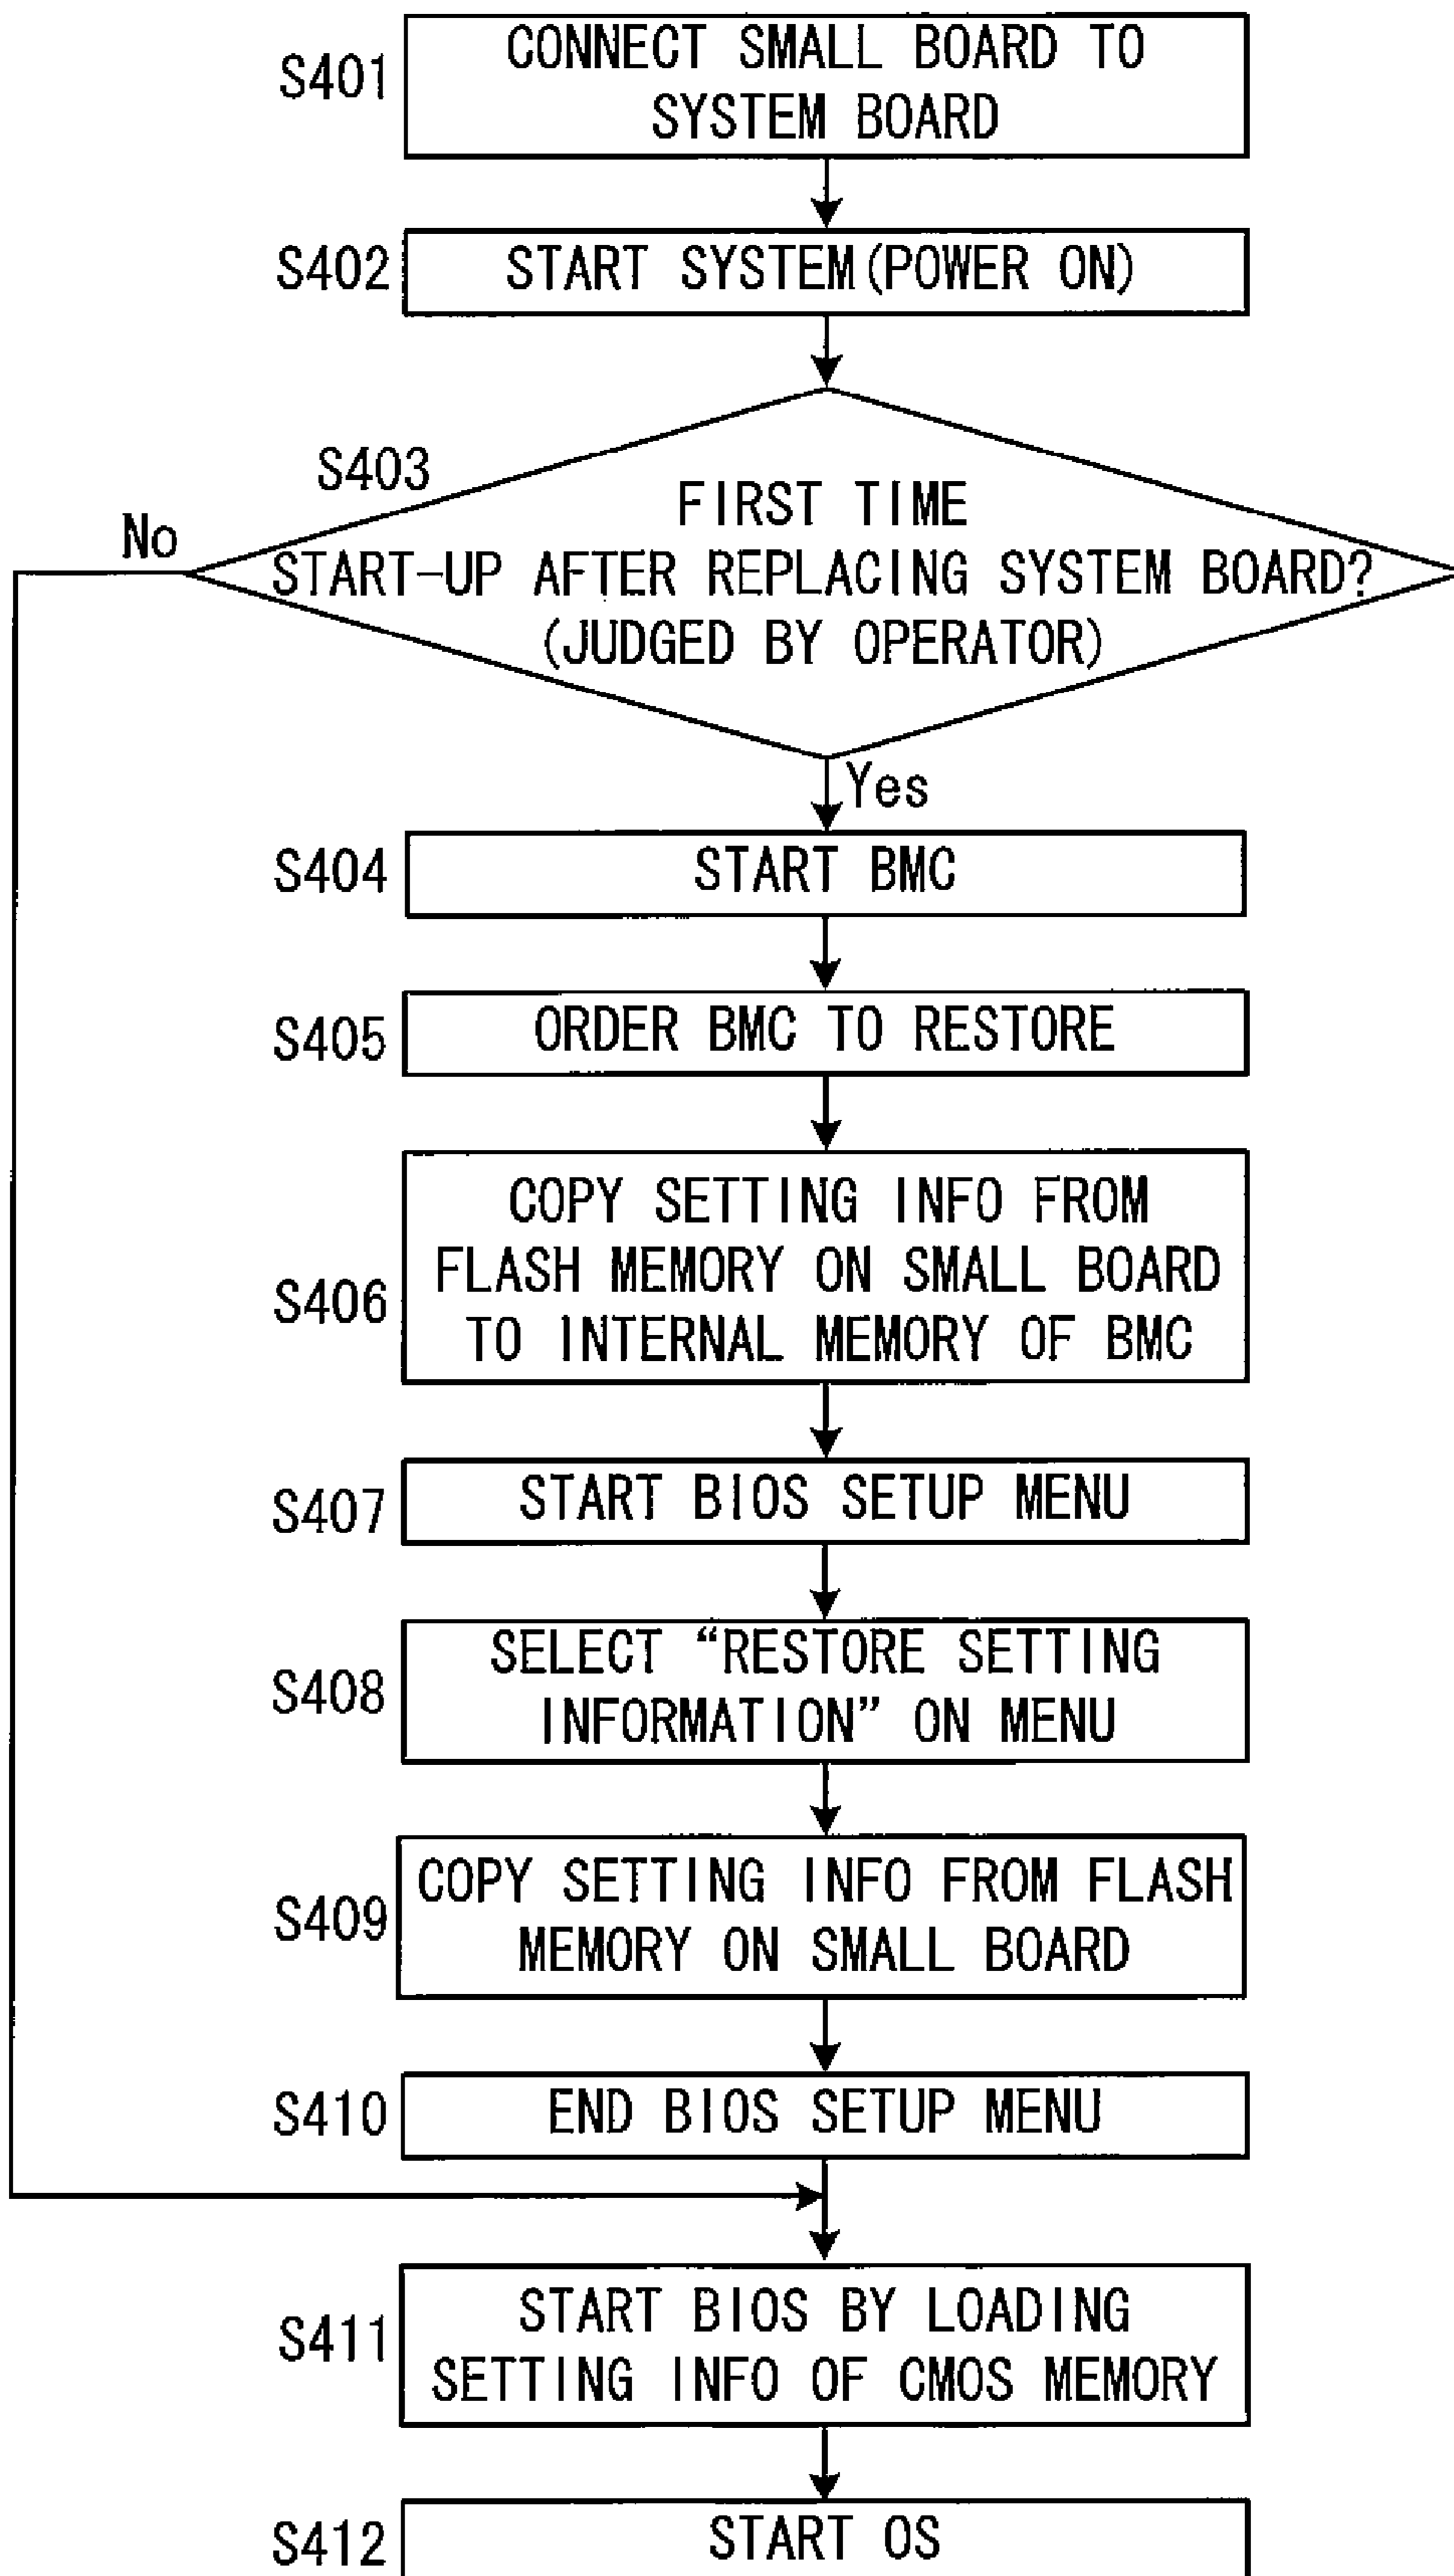 S401
CONNECT SMALL BOARD TO
SYSTEM BOARD
S402
START SYSTEM(POWER ON)
S403
FIRST TIME
START-UP AFTER REPLACING SYSTEM BOARD?
(JUDGED BY OPERATOR)
No
Yes
S404
START BMC
S405
ORDER BMC TO RESTORE
S406
COPY SETTING INFO FROM
FLASH MEMORY ON SMALL BOARD
TO INTERNAL MEMORY OF BMC
S407
START BIOS SETUP MENU
S408
SELECT “RESTORE SETTING
INFORMATION” ON MENU
S409
COPY SETTING INFO FROM FLASH
MEMORY ON SMALL BOARD
S410
END BIOS SETUP MENU
S411
START BIOS BY LOADING
SETTING INFO OF CMOS MEMORY
S412
START OS